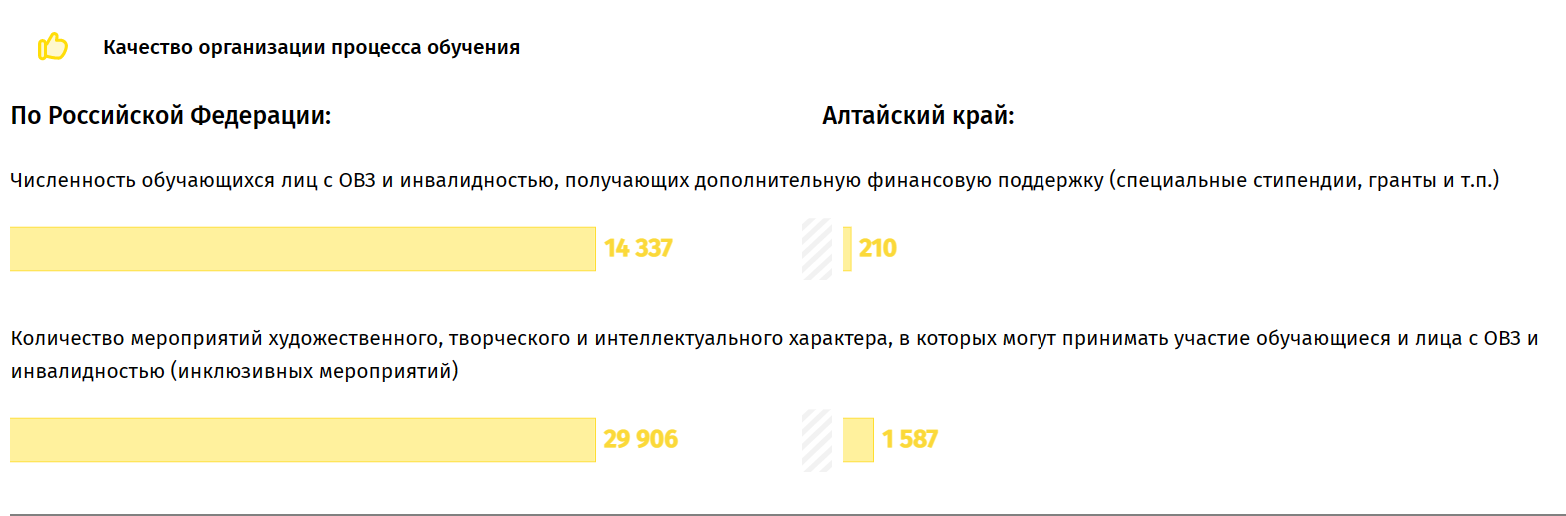 Качество организации процесса обучения
По Российской Федерации:
Алтайский край:
Численность обучающихся лиц с ОВЗ и инвалидностью, получающих дополнительную финансовую поддержку (специальные стипендии, гранты и т.п.)
14 337
210
Количество мероприятий художественного, творческого и интеллектуального характера, в которых могут принимать участие обучающиеся и лица с ОВЗ и
инвалидностью (инклюзивных мероприятий)
29 906
1 587